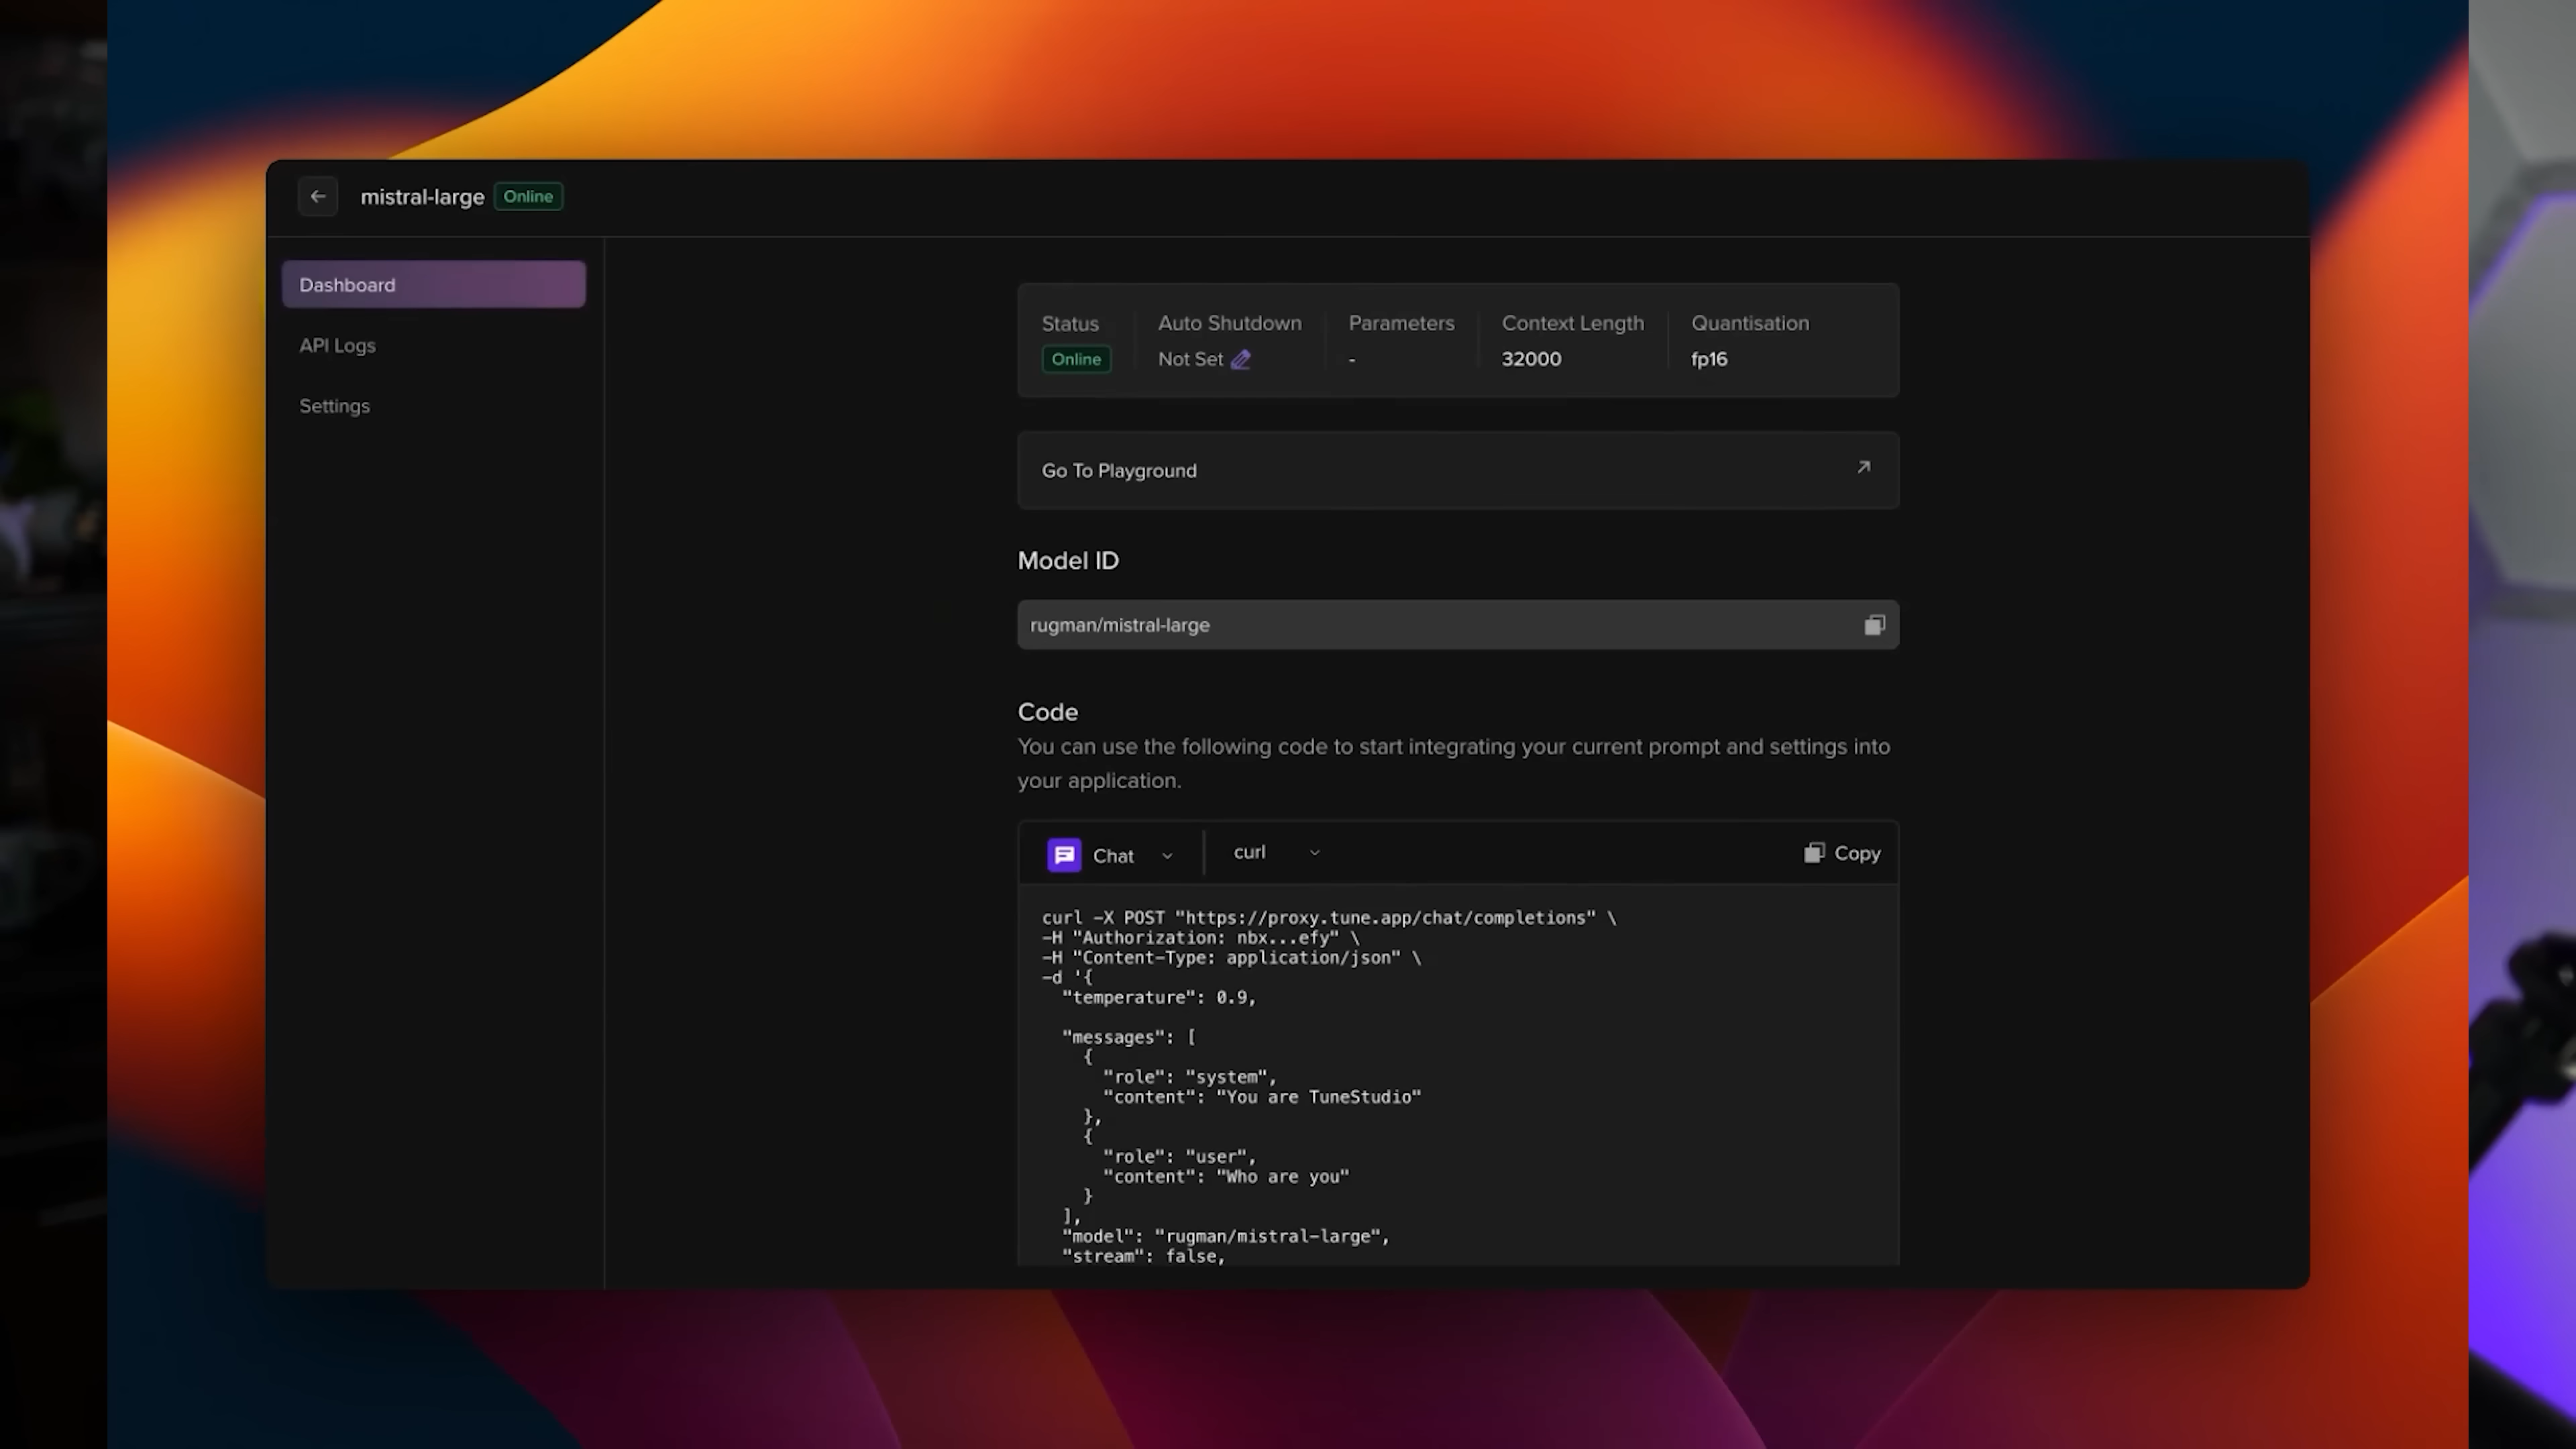 mistral-large Online
Dashboard
API Logs
Settings
Status Auto Shutdown Parameters Context Length Quantisation
Online Not Set - 32000 fp16
Go To Playground
Model ID
rugman/mistral-large
Code
You can use the following code to start integrating your current prompt and settings into
your application.
Chat curl Copy
curl -X POST "https://proxy.tune.app/chat/completions" \
-H "Authorization: nbx...efy" \
-H "Content-Type: application/json" \
-d '{
"temperature": 0.9,
"messages": [
{
"role": "system",
"content": "You are TuneStudio"
},
{
"role": "user",
"content": "Who are you"
}
],
"model": "rugman/mistral-large",
"stream": false,